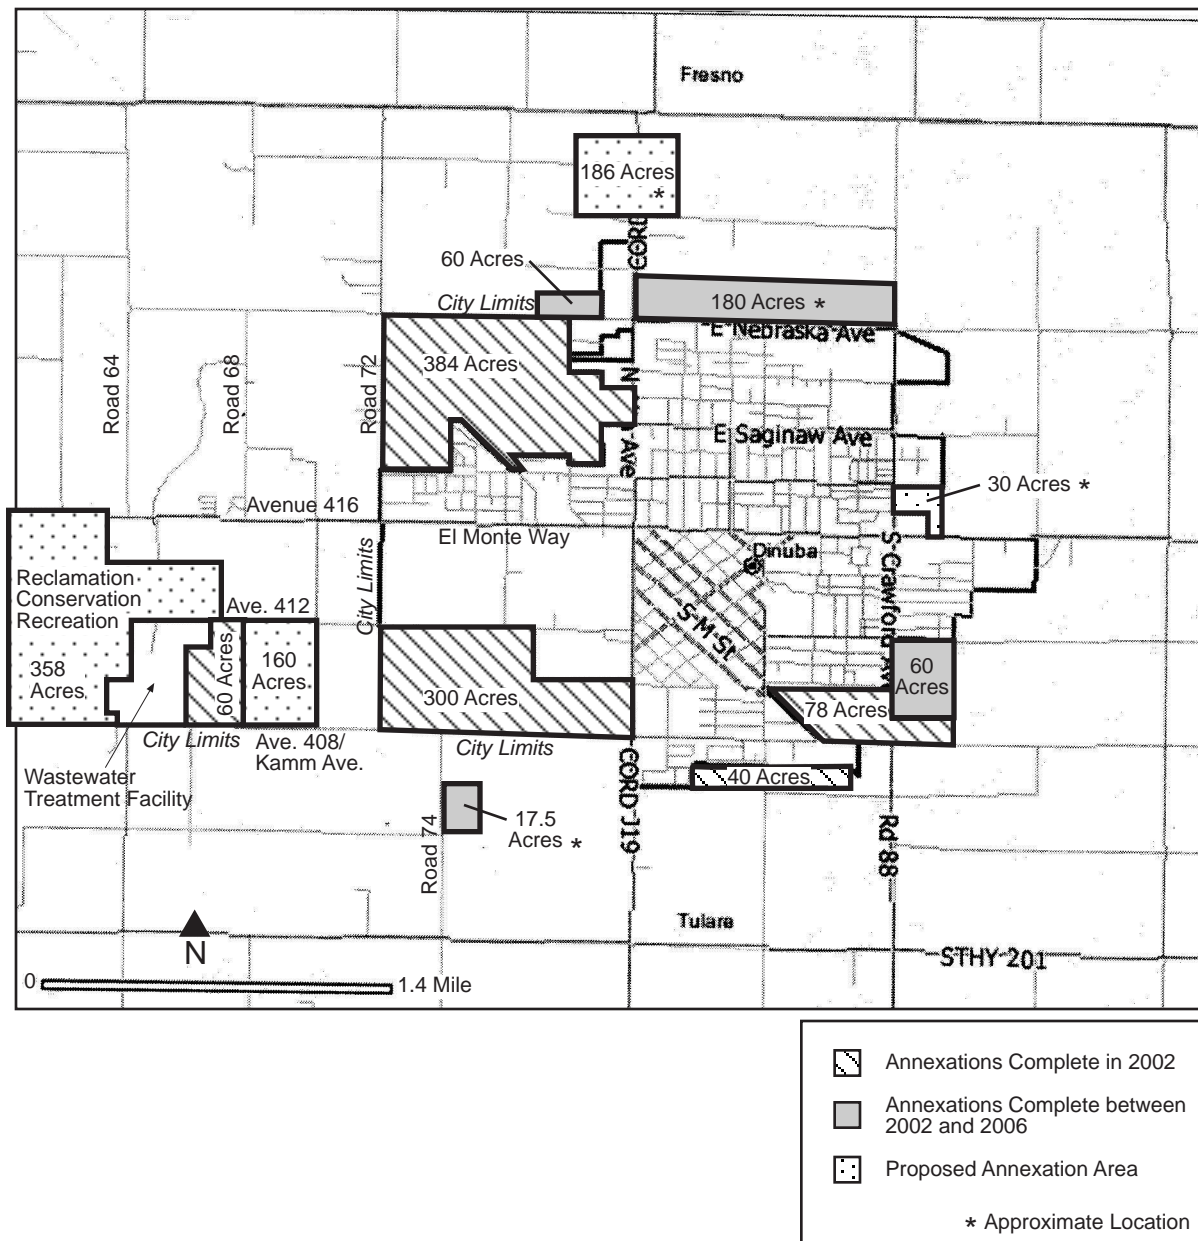 Fresno
186 Acres
*
CORD
60 Acres
City Limits
180 Acres *
E Nebraska Ave
384 Acres
Road 64
Road 68
Road 72
N
Ave
E Saginaw Ave
30 Acres *
Avenue 416
El Monte Way
Dinuba
City Limits
Reclamation
Conservation
Recreation
Ave. 412
S M St
S Crawford Av
358
Acres
60 Acres
160
Acres
300 Acres
60
Acres
78 Acres
City Limits
Ave. 408/
Kamm Ave.
City Limits
Wastewater
Treatment Facility
40 Acres
CORD J19
17.5
Acres *
Road 74
Rd 88
Tulare
N
STHY 201
0
1.4 Mile
Annexations Complete in 2002
Annexations Complete between
2002 and 2006
Proposed Annexation Area
* Approximate Location